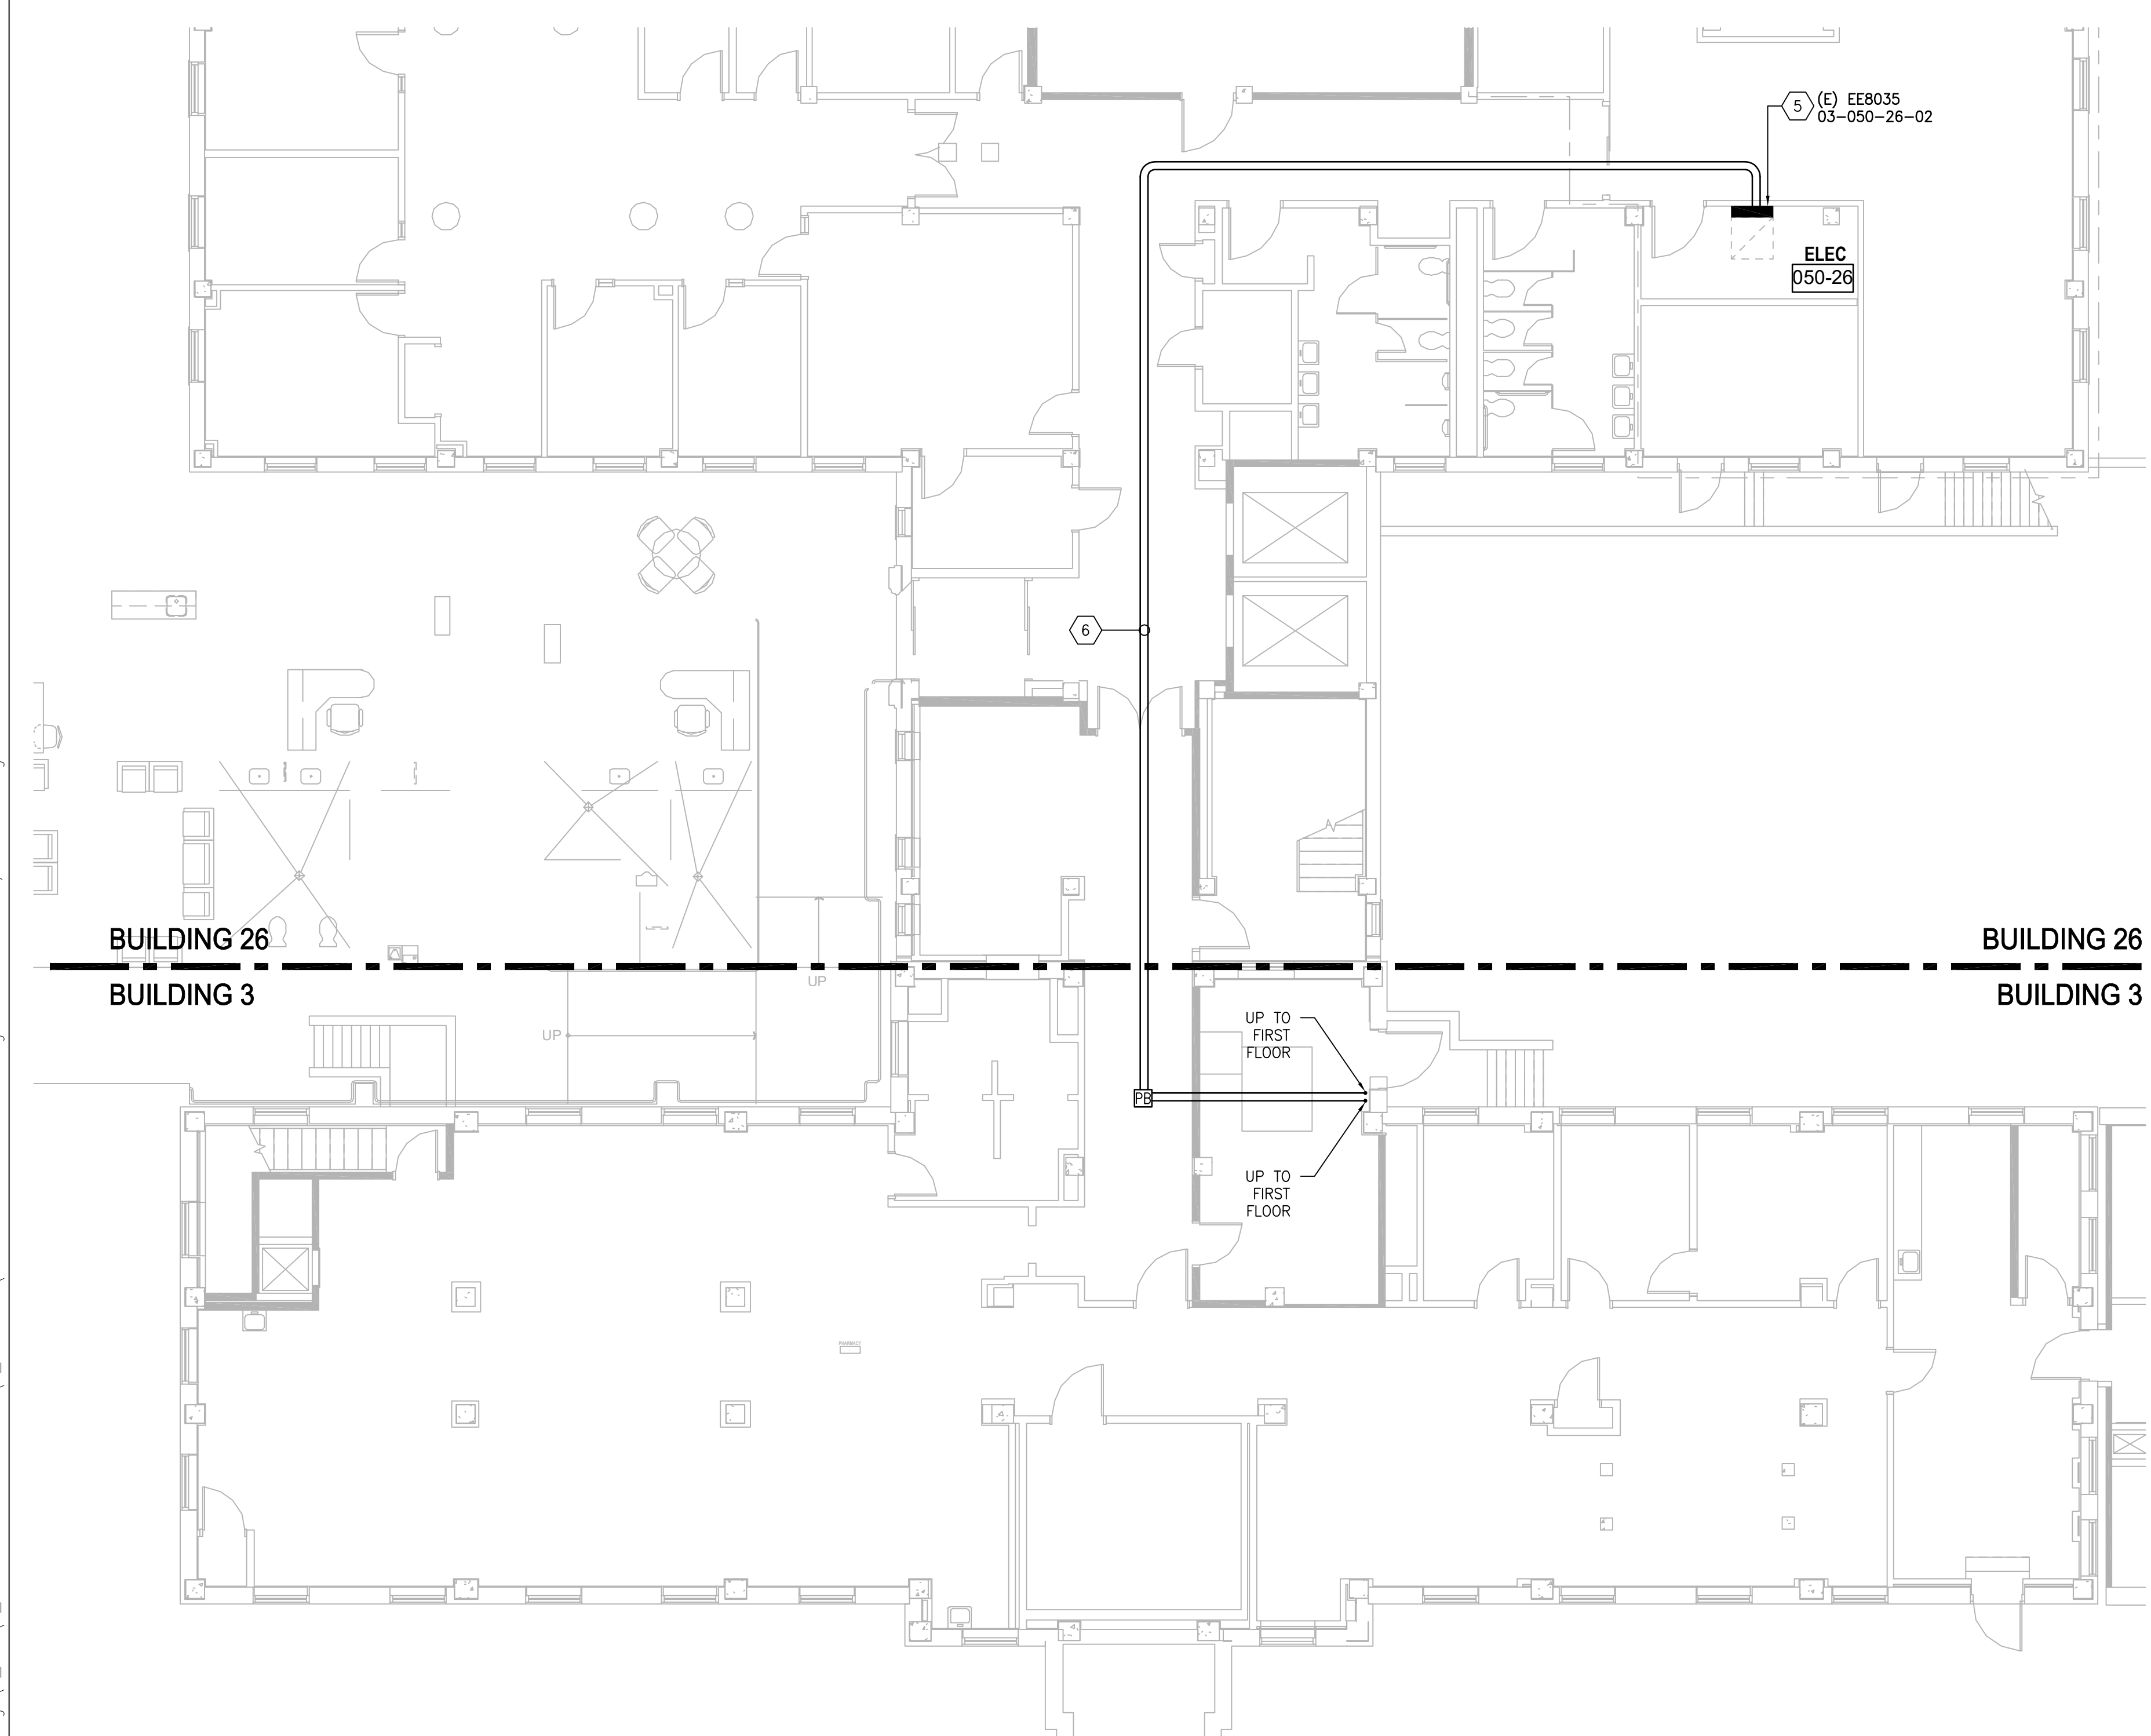 5
(E) EE8035
03-050-26-02
ELEC
050-26
6
BUILDING 26
BUILDING 26
BUILDING 3
BUILDING 3
UP
UP
UP TO
FIRST
FLOOR
PB
UP TO
FIRST
FLOOR
PHARMACY